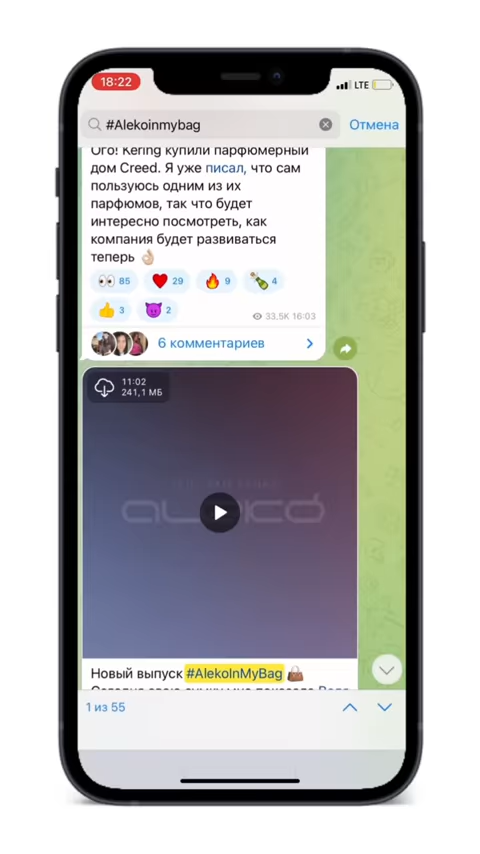 18:22
LTE
#Alekoinmybag
Отмена
Ого! Kering купили парфюмерный
дом Creed. Я уже писал, что сам
пользуюсь одним из их
парфюмов, так что будет
интересно посмотреть, как
компания будет развиваться
теперь 👌🏻
👀 85 ❤️ 29 🔥 9 🍾 4
👍 3 😈 2
33,5K 16:03
6 комментариев
11:02
241,1 МБ
Новый выпуск #AlekoInMyBag 👜
1 из 55